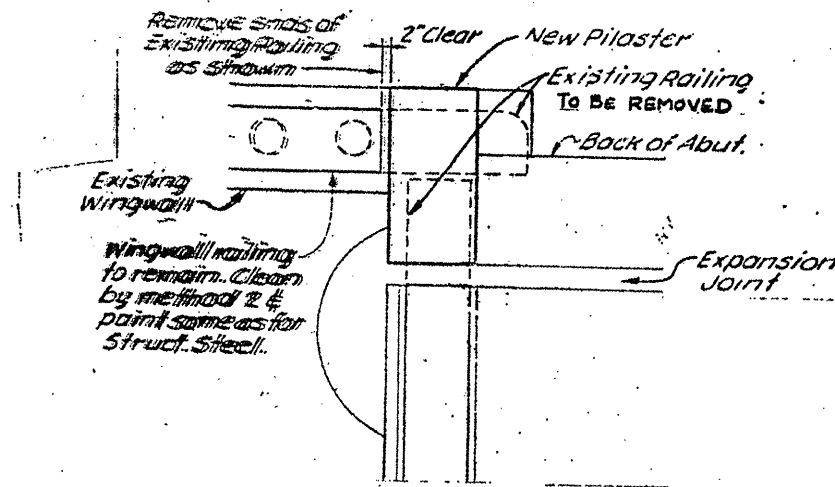 Remove ends of
Existing Railing
as Shown
2" Clear
New Pilaster
Existing Railing
TO BE REMOVED
Back of Abut.
Existing
Wingwall
Wingwall railing
to remain. Clean
by method 2 &
paint same as for
Struct. Steel.
Expansion
Joint